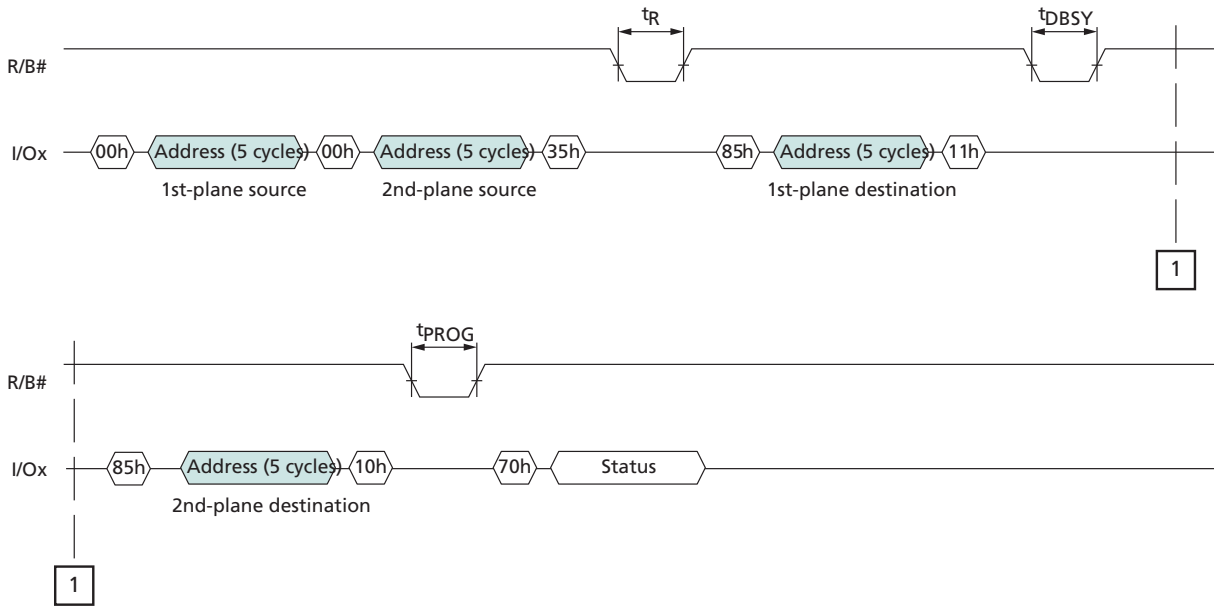 tR tDBSY
R/B#
I/Ox 00h Address (5 cycles) 00h Address (5 cycles) 35h 85h Address (5 cycles) 11h
1st-plane source 2nd-plane source 1st-plane destination
1
tPROG
R/B#
I/Ox 85h Address (5 cycles) 10h 70h Status
2nd-plane destination
1